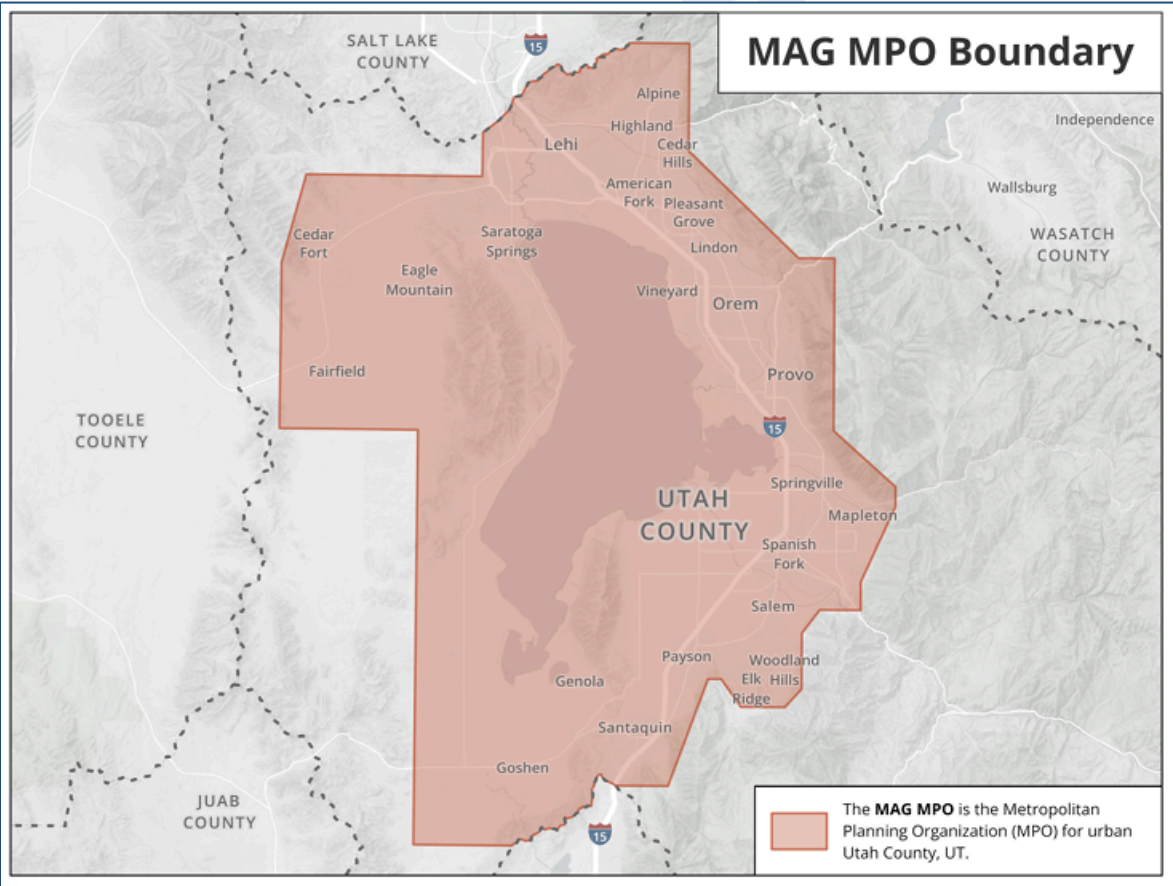 MAG MPO Boundary
SALT LAKE
COUNTY
15
Alpine
Independence
Highland
Lehi
Cedar
Hills
American
Fork
Pleasant
Grove
Wallsburg
Cedar
Fort
Saratoga
Springs
Lindon
WASATCH
COUNTY
Eagle
Mountain
Vineyard
Orem
Fairfield
Provo
TOOELE
COUNTY
15
Springville
UTAH
COUNTY
Mapleton
Spanish
Fork
Salem
Payson
Woodland
Hills
Elk
Ridge
Genola
Santaquin
Goshen
JUAB
COUNTY
15
The MAG MPO is the Metropolitan
Planning Organization (MPO) for urban
Utah County, UT.